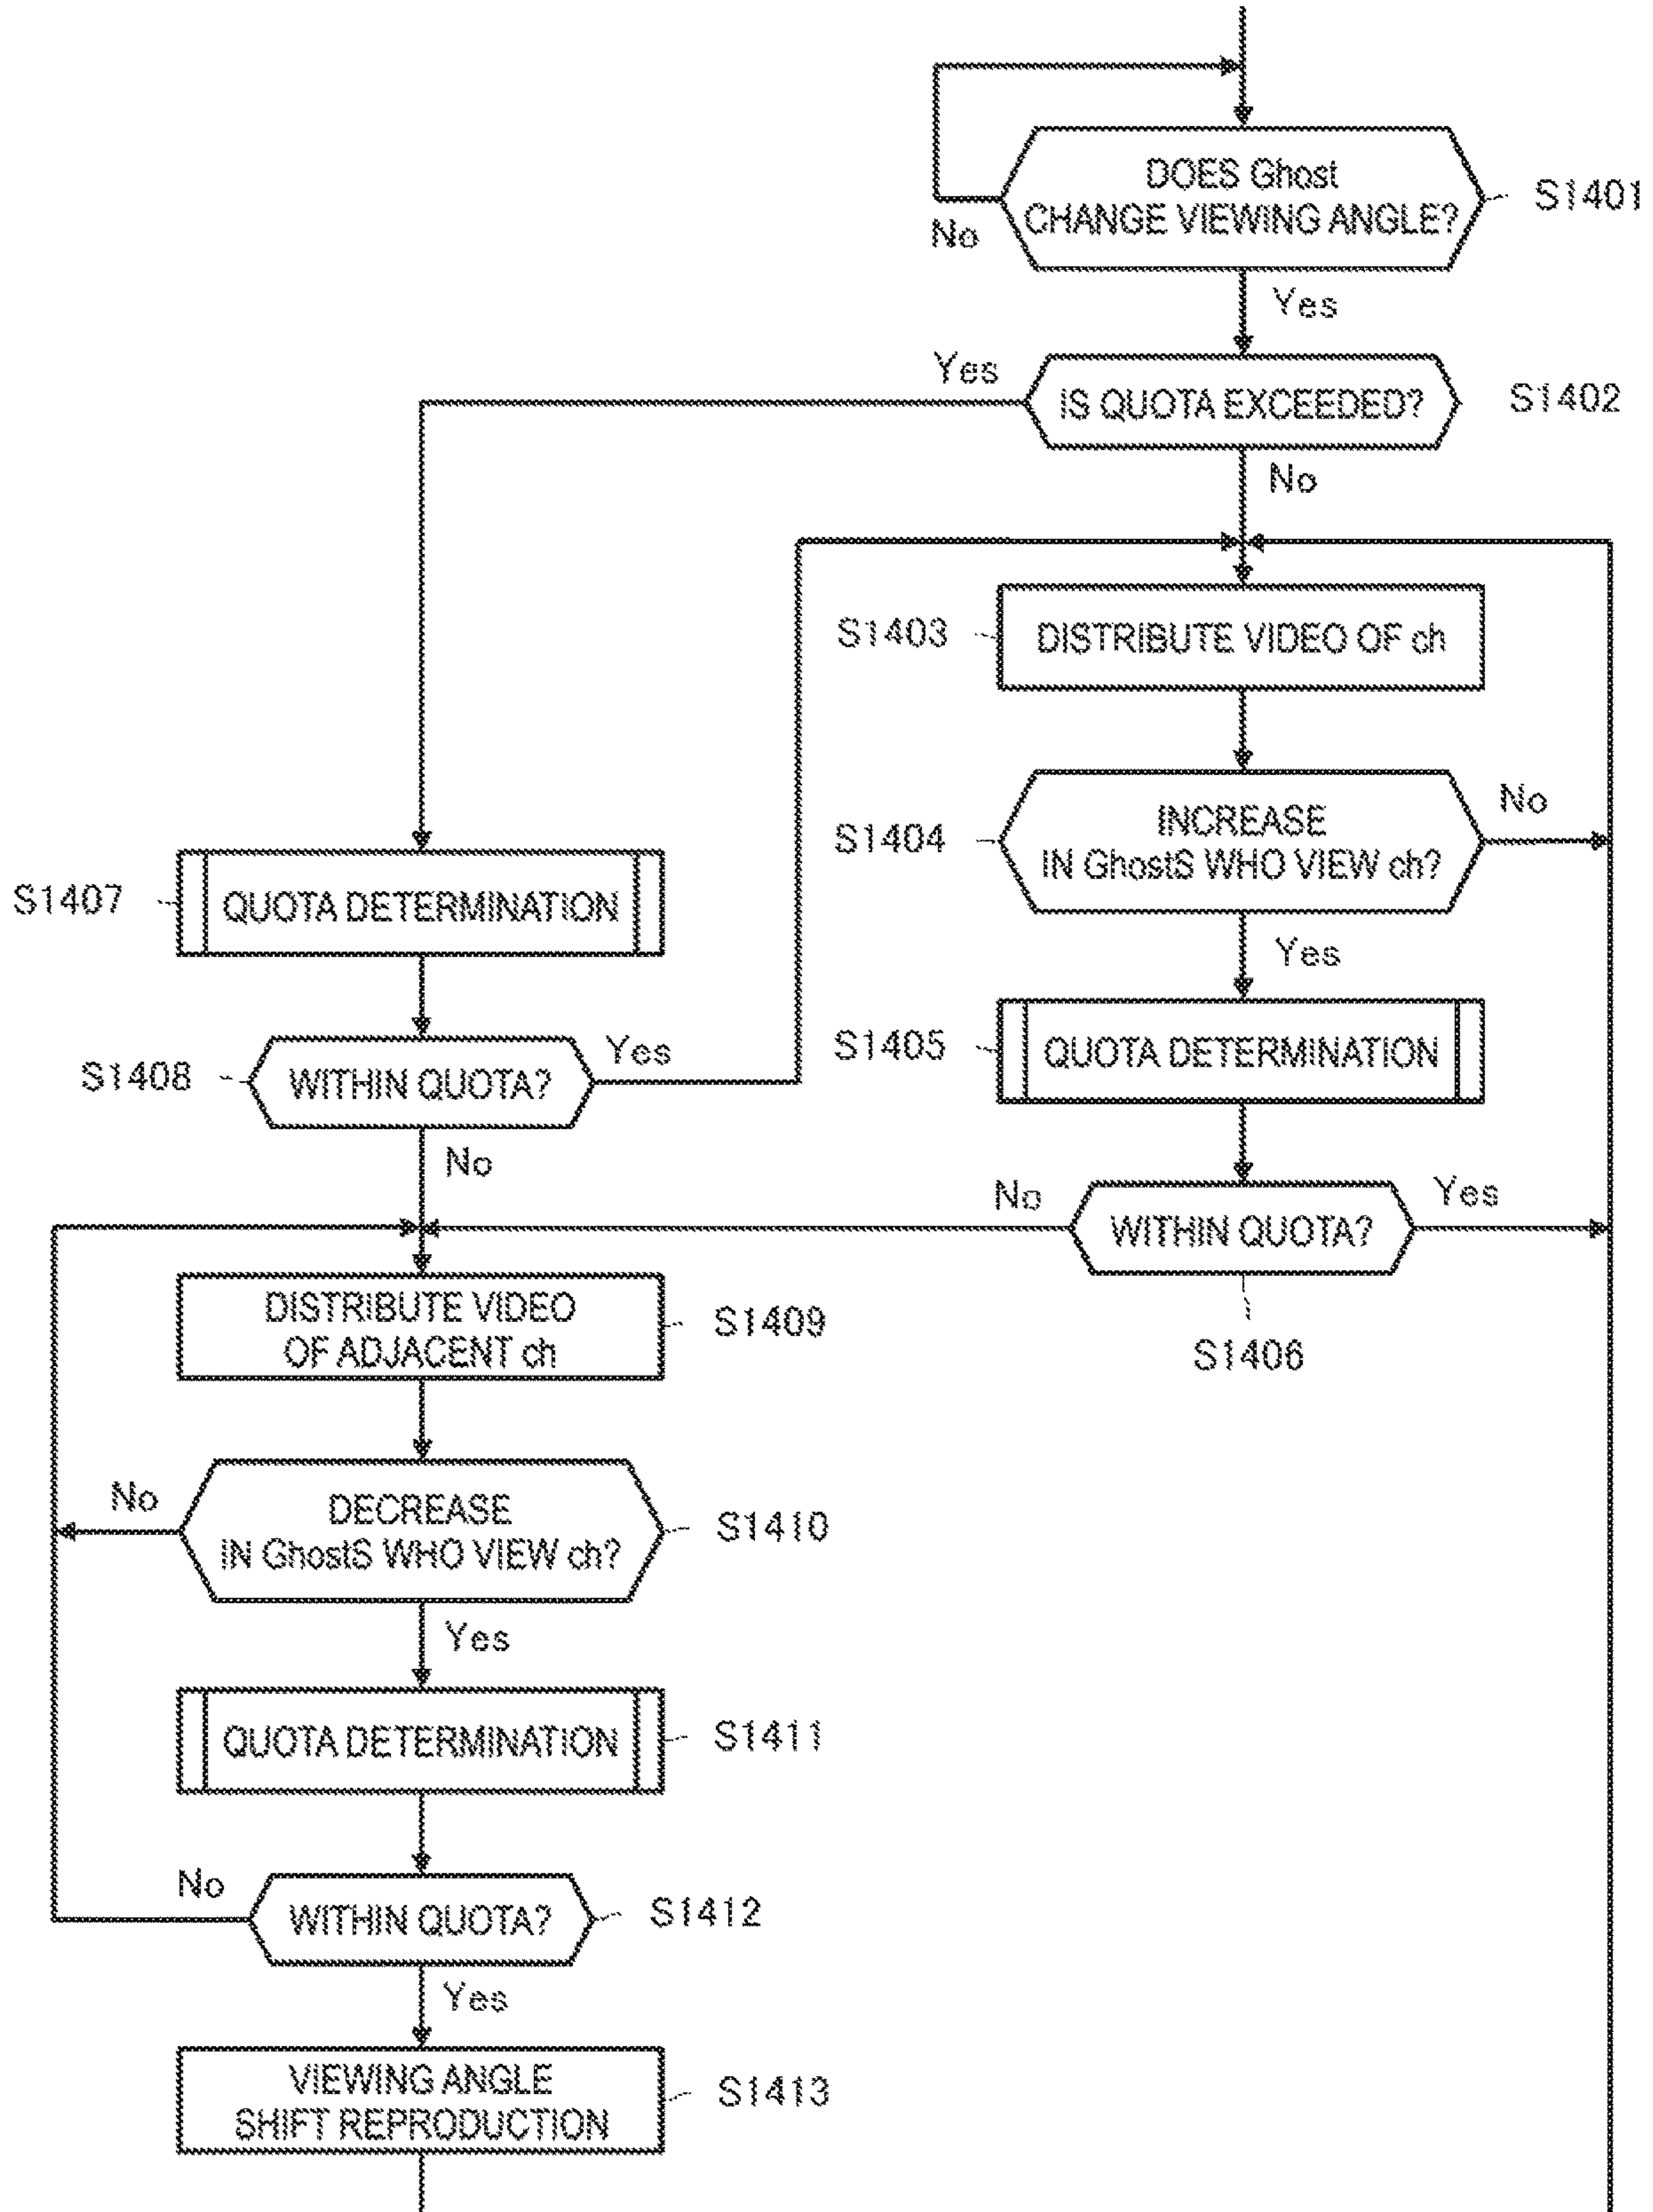 DOES Ghost
CHANGE VIEWING ANGLE?
S1401
No
Yes
Yes
IS QUOTA EXCEEDED?
S1402
No
S1403
DISTRIBUTE VIDEO OF ch
S1404
INCREASE
IN GhostS WHO VIEW ch?
No
Yes
S1407
QUOTA DETERMINATION
S1405
QUOTA DETERMINATION
S1408
WITHIN QUOTA?
Yes
No
No
WITHIN QUOTA?
Yes
S1406
DISTRIBUTE VIDEO
OF ADJACENT ch
S1409
No
DECREASE
IN GhostS WHO VIEW ch?
S1410
Yes
QUOTA DETERMINATION
S1411
No
WITHIN QUOTA?
S1412
Yes
VIEWING ANGLE
SHIFT REPRODUCTION
S1413